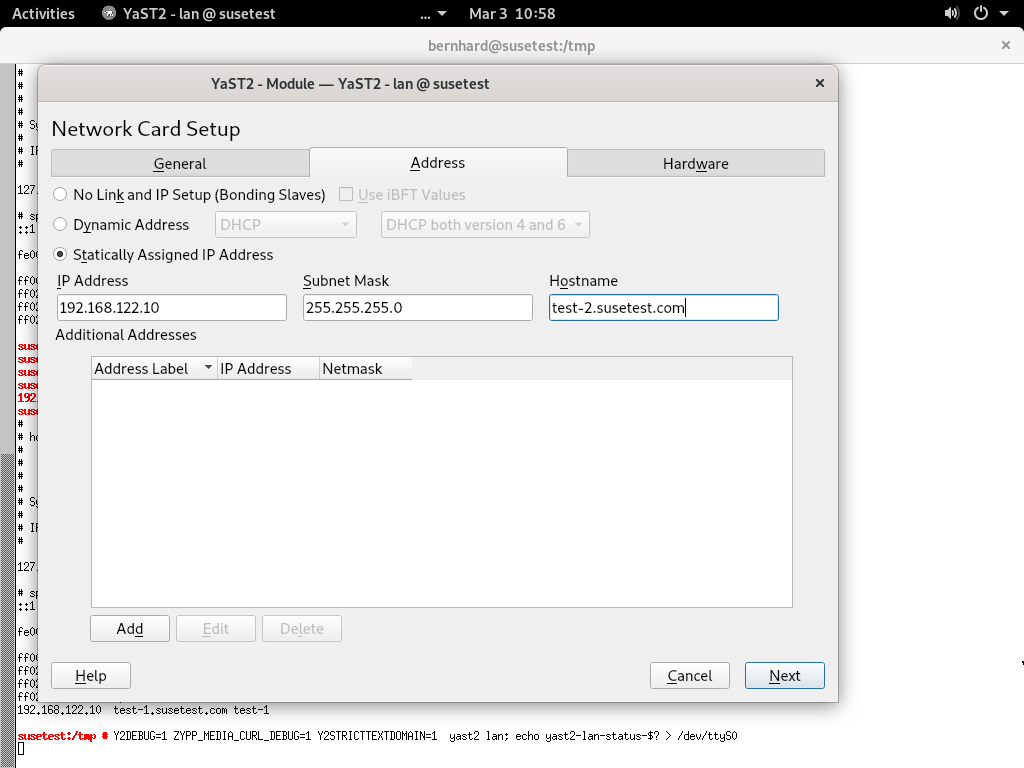 Activities YaST2 - lan @ susetest ... Mar 3 10:58
bernhard@susetest:/tmp
YaST2 - Module — YaST2 - lan @ susetest
Network Card Setup
General Address Hardware
No Link and IP Setup (Bonding Slaves) Use iBFT Values
Dynamic Address DHCP DHCP both version 4 and 6
Statically Assigned IP Address
IP Address Subnet Mask Hostname
192.168.122.10 255.255.255.0 test-2.susetest.com
Additional Addresses
Address Label IP Address Netmask
Add Edit Delete
Help Cancel Next
#
#
#
#
#
#
#
127.
#
::1
192.
#
#
#
#
#
#
#
#
#
127.
#
::1
192.168.122.10 test-1.susetest.com test-1
susetest:/tmp # Y2DEBUG=1 ZYPP_MEDIA_CURL_DEBUG=1 Y2STRICTTEXTDOMAIN=1 yast2 lan; echo yast2-lan-status-$? > /dev/ttyS0